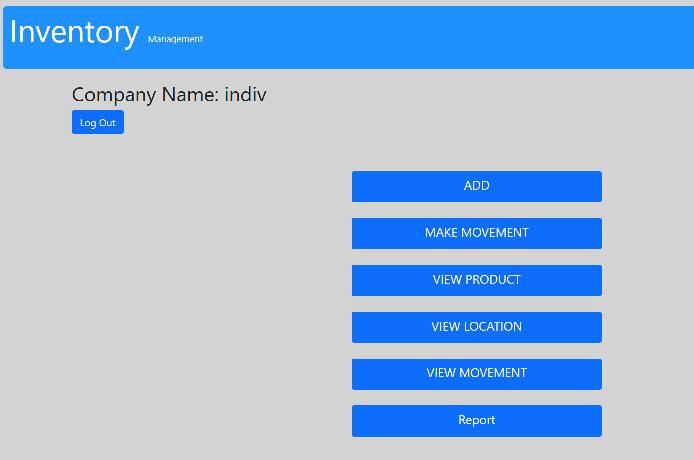 Inventory Management
Company Name: indiv
Log Out
ADD
MAKE MOVEMENT
VIEW PRODUCT
VIEW LOCATION
VIEW MOVEMENT
Report